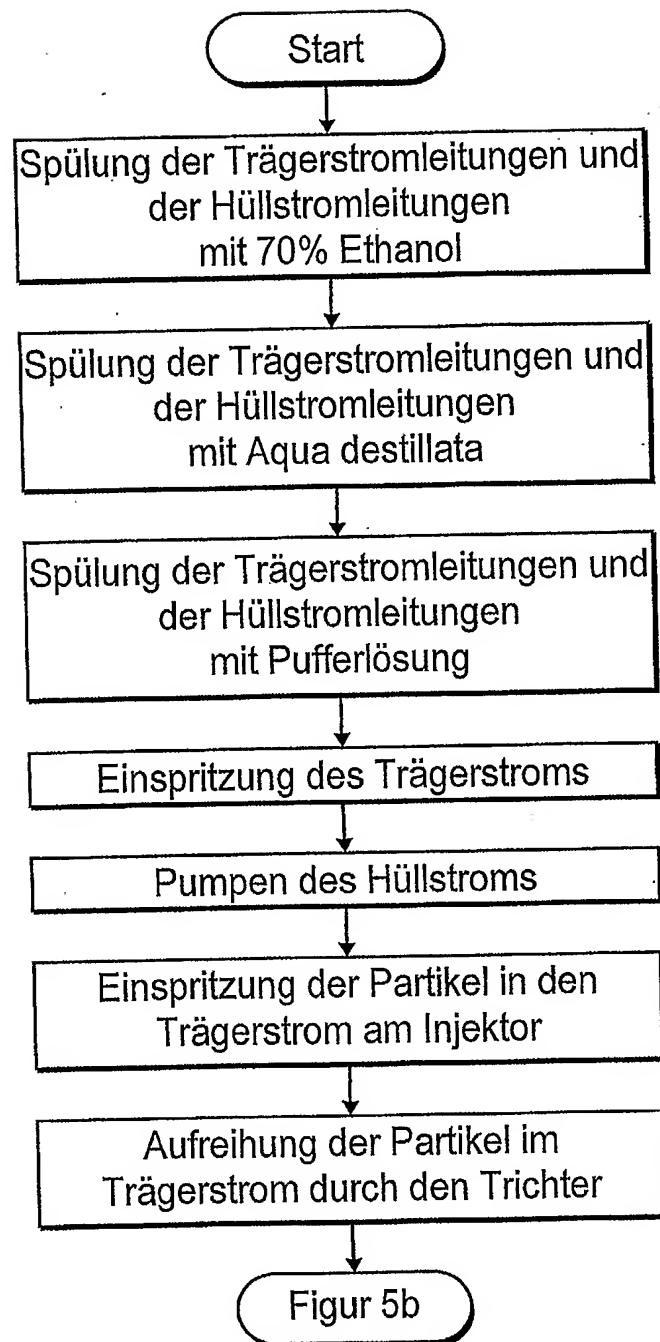 Start
Spülung der Trägerstromleitungen und
der Hüllstromleitungen
mit 70% Ethanol
Spülung der Trägerstromleitungen und
der Hüllstromleitungen
mit Aqua destillata
Spülung der Trägerstromleitungen und
der Hüllstromleitungen
mit Pufferlösung
Einspritzung des Trägerstroms
Pumpen des Hüllstroms
Einspritzung der Partikel in den
Trägerstrom am Injektor
Aufreihung der Partikel im
Trägerstrom durch den Trichter
Figur 5b